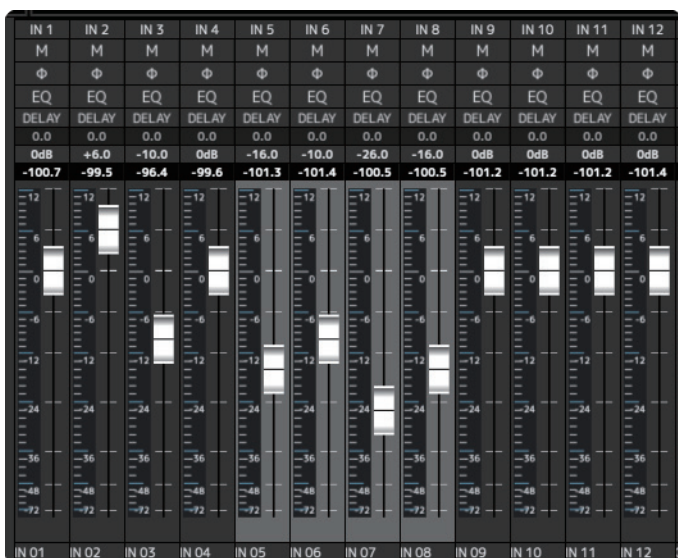 IN 1 IN 2 IN 3 IN 4 IN 5 IN 6 IN 7 IN 8 IN 9 IN 10 IN 11 IN 12
M M M M M M M M M M M M
Φ Φ Φ Φ Φ Φ Φ Φ Φ Φ Φ Φ
EQ EQ EQ EQ EQ EQ EQ EQ EQ EQ EQ EQ
DELAY DELAY DELAY DELAY DELAY DELAY DELAY DELAY DELAY DELAY DELAY DELAY
0.0 0.0 0.0 0.0 0.0 0.0 0.0 0.0 0.0 0.0 0.0 0.0
0dB +6.0 -10.0 0dB -16.0 -10.0 -26.0 -16.0 0dB 0dB 0dB 0dB
-100.7 -99.5 -96.4 -99.6 -101.3 -101.4 -100.5 -100.5 -101.2 -101.2 -101.2 -101.4
12 12 12 12 12 12 12 12 12 12 12 12
6 6 6 6 6 6 6 6 6 6 6 6
0 0 0 0 0 0 0 0 0 0 0 0
-6 -6 -6 -6 -6 -6 -6 -6 -6 -6 -6 -6
-12 -12 -12 -12 -12 -12 -12 -12 -12 -12 -12 -12
-24 -24 -24 -24 -24 -24 -24 -24 -24 -24 -24 -24
-36 -36 -36 -36 -36 -36 -36 -36 -36 -36 -36 -36
-48 -48 -48 -48 -48 -48 -48 -48 -48 -48 -48 -48
-72 -72 -72 -72 -72 -72 -72 -72 -72 -72 -72 -72
IN 01 IN 02 IN 03 IN 04 IN 05 IN 06 IN 07 IN 08 IN 09 IN 10 IN 11 IN 12